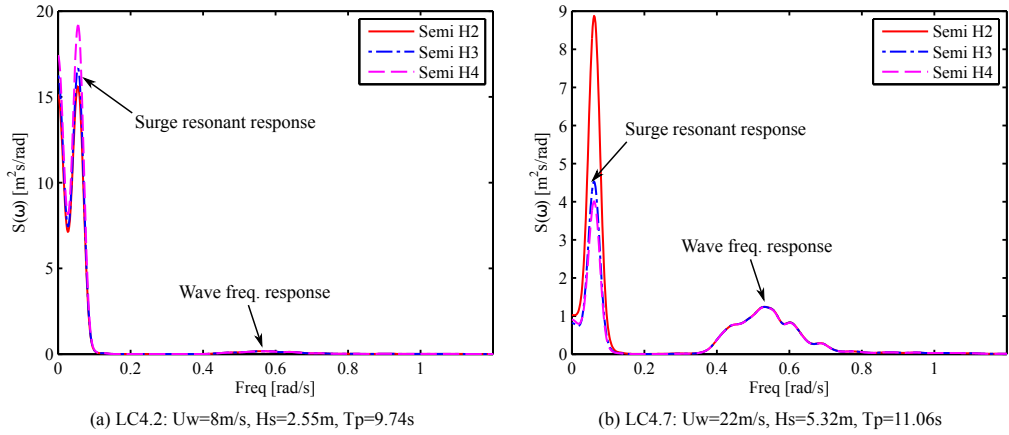 20
15
10
5
0
0
0.2
0.4
0.6
0.8
1
S(ω) [m²s/rad]
Freq [rad/s]
Semi H2
Semi H3
Semi H4
Surge resonant response
Wave freq. response
(a) LC4.2: Uw=8m/s, Hs=2.55m, Tp=9.74s
9
8
7
6
5
4
3
2
1
0
0
0.2
0.4
0.6
0.8
1
S(ω) [m²s/rad]
Freq [rad/s]
Semi H2
Semi H3
Semi H4
Surge resonant response
Wave freq. response
(b) LC4.7: Uw=22m/s, Hs=5.32m, Tp=11.06s